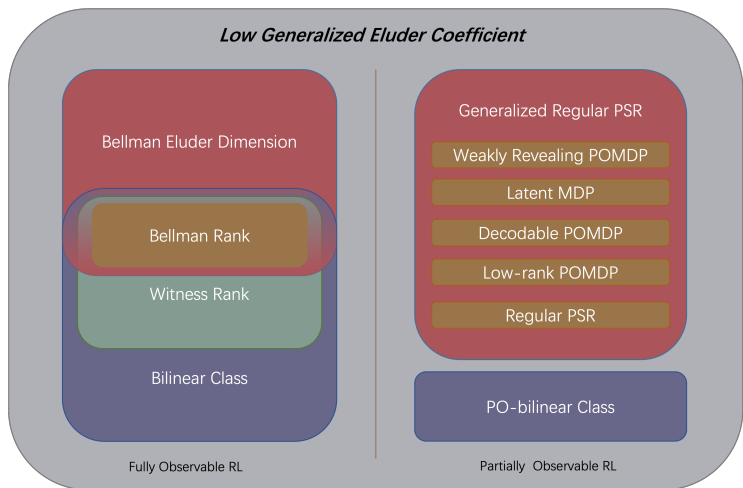 Low Generalized Eluder Coefficient
Bellman Eluder Dimension
Bellman Rank
Witness Rank
Bilinear Class
Fully Observable RL
Generalized Regular PSR
Weakly Revealing POMDP
Latent MDP
Decodable POMDP
Low-rank POMDP
Regular PSR
PO-bilinear Class
Partially Observable RL